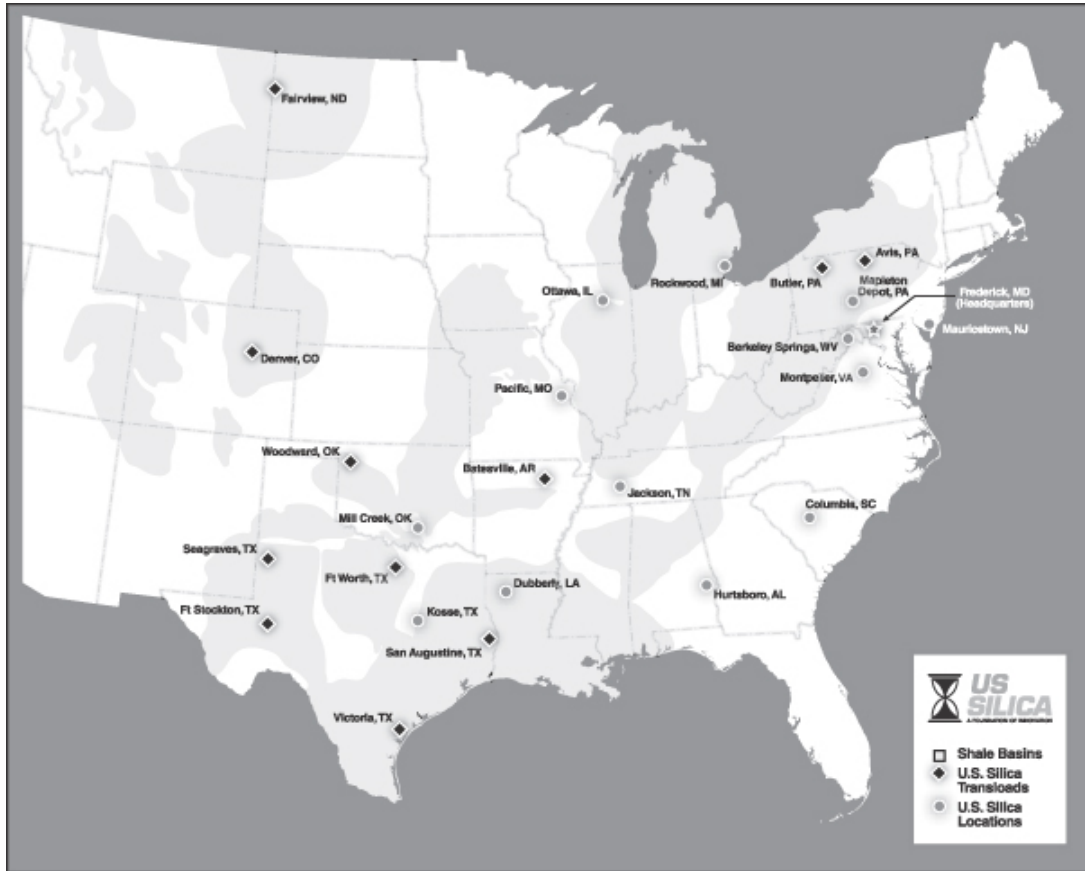 Fairview, ND
Avis, PA
Butler, PA
Rockwood, MI
Mapleton
Depot, PA
Ottawa, IL
Frederick, MD
(Headquarters)
Mauricetown, NJ
Berkeley Springs, WV
Denver, CO
Montpelier, VA
Pacific, MO
Woodward, OK
Batesville, AR
Jackson, TN
Columbia, SC
Mill Creek, OK
Seagraves, TX
Ft Worth, TX
Dubberly, LA
Hurtsboro, AL
Ft Stockton, TX
Kosse, TX
San Augustine, TX
Victoria, TX
US
SILICA
A FOUNDATION OF INNOVATION
Shale Basins
U.S. Silica
Transloads
U.S. Silica
Locations